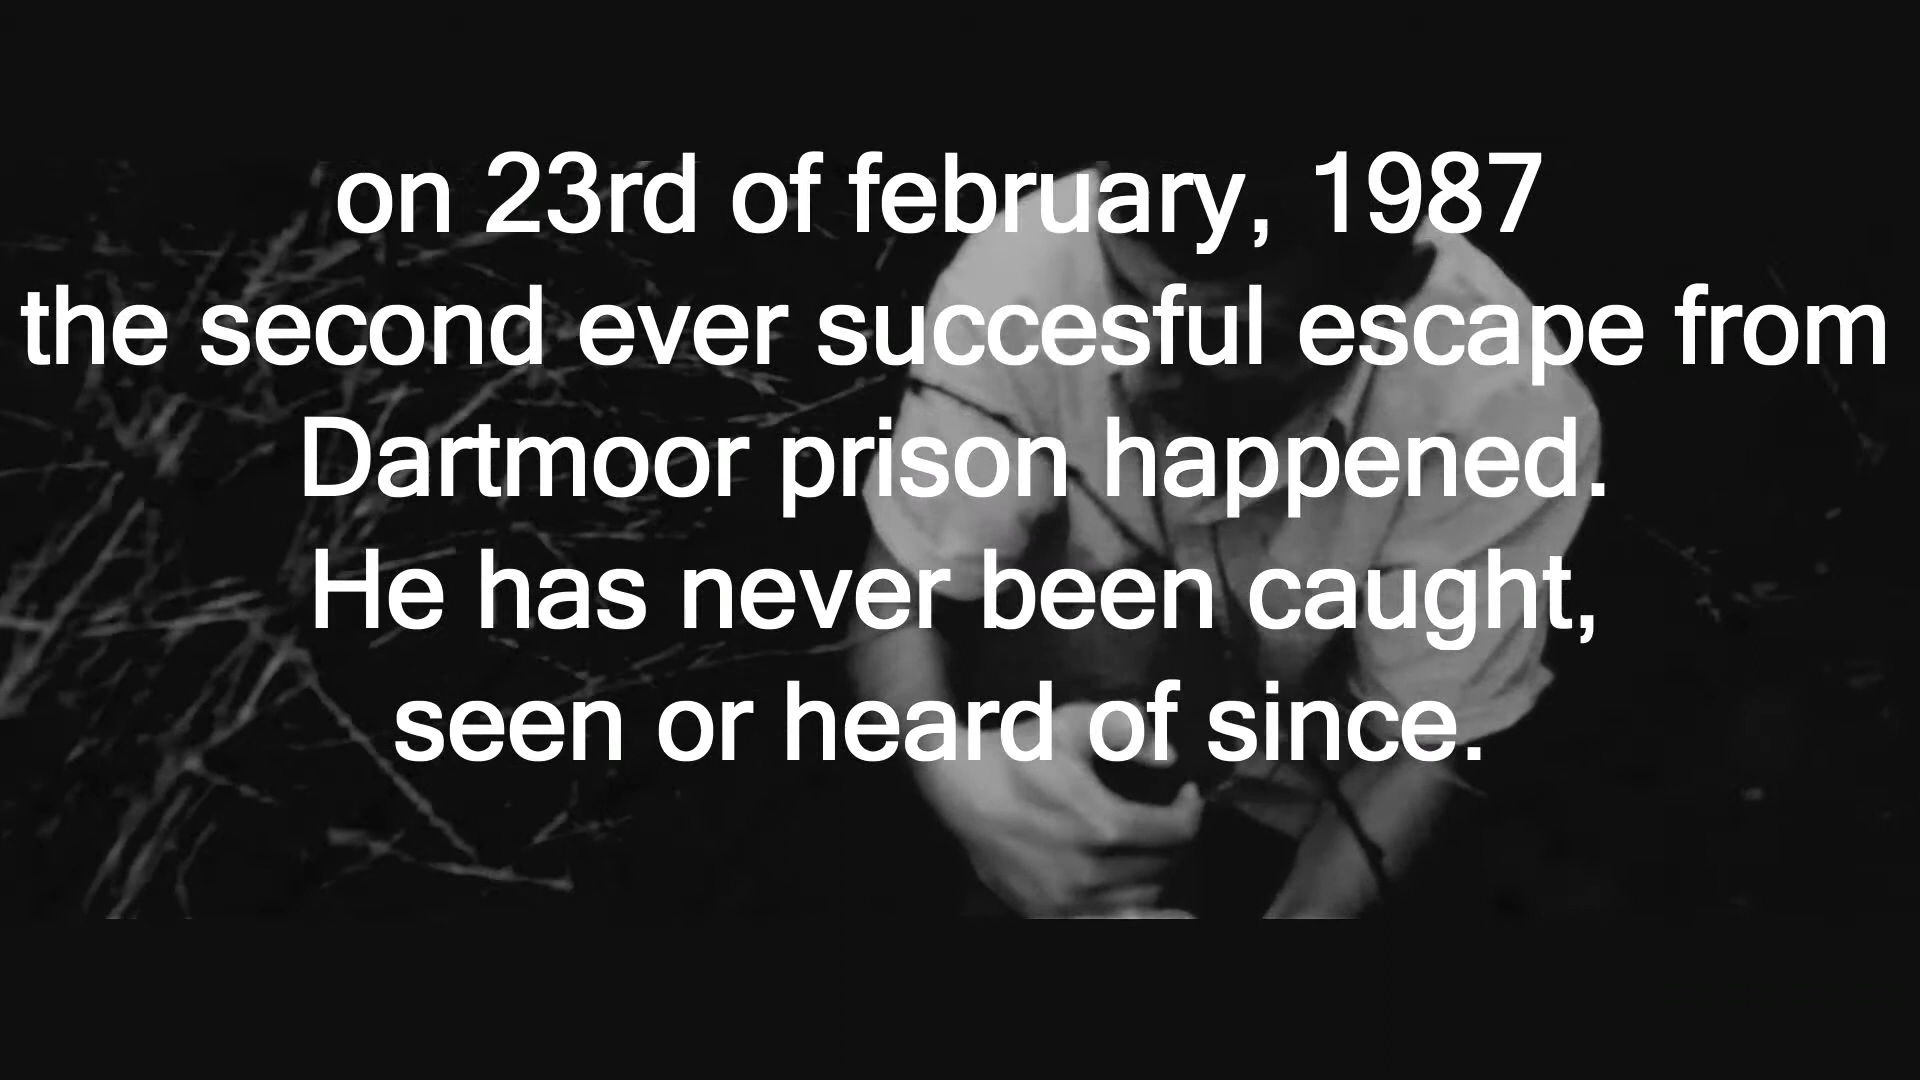 on 23rd of february, 1987
the second ever succesful escape from
Dartmoor prison happened.
He has never been caught,
seen or heard of since.